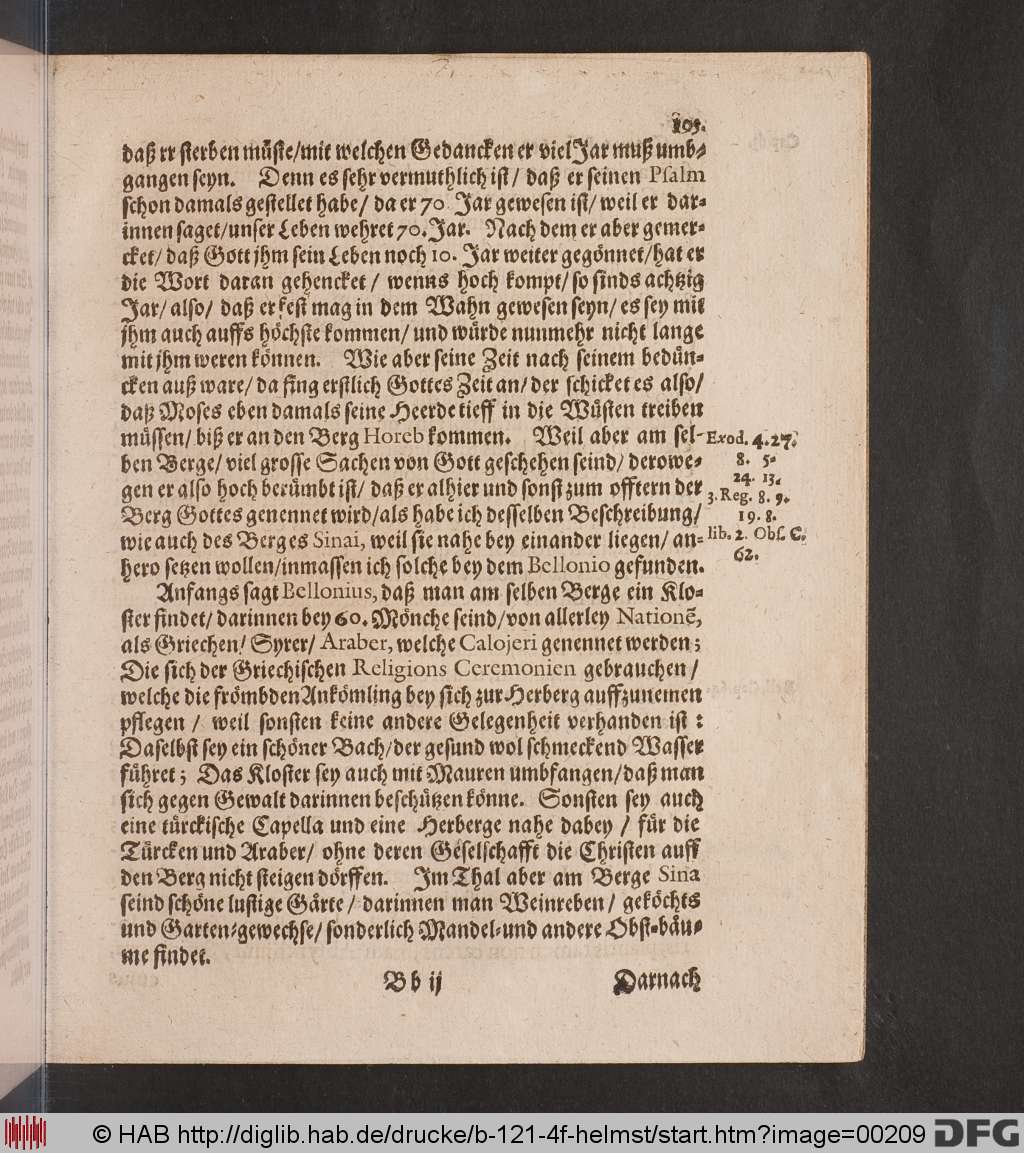 105.
daß er sterben müste/mit welchen Gedancken er viel Jar muß umb-
gangen seyn. Denn es sehr vermuthlich ist/ daß er seinen Psalm
schon damals gestellet habe/ da er 70 Jar gewesen ist/ weil er dar-
innen saget/unser Leben wehret 70. Jar. Nach dem er aber gemer-
cket/ daß Gott jhm sein Leben noch 10. Jar weiter gegönnet/hat er
die Wort daran gehencket / wenns hoch kompt/ so sinds achtzig
Jar/ also/ daß er fest mag in dem Wahn gewesen seyn/ es sey mit
jhm auch auffs höchste kommen/ und würde nunmehr nicht lange
mit jhm weren können. Wie aber seine Zeit nach seinem bedün-
cken auß ware/ da fing erstlich Gottes Zeit an/ der schicket es also/
daß Moses eben damals seine Heerde tieff in die Wüsten treiben
müssen/ biß er an den Berg Horeb kommen. Weil aber am sel-
ben Berge/ viel grosse Sachen von Gott geschehen seind/ derowe-
gen er also hoch berümbt ist/ daß er alhier und sonst zum offtern der
Berg Gottes genennet wird/als habe ich desselben Beschreibung/
wie auch des Berges Sinai, weil sie nahe bey einander liegen/ an-
hero setzen wollen/inmassen ich solche bey dem Bellonio gefunden.
Exod. 4. 27.
8. 5.
24. 13.
3. Reg. 8. 9.
19. 8.
lib. 2. Obs. C.
62.
Anfangs sagt Bellonius, daß man am selben Berge ein Klo-
ster findet/ darinnen bey 60. Mönche seind/von allerley Nationē,
als Griechen/ Syrer/ Araber, welche Calojeri genennet werden;
Die sich der Griechischen Religions Ceremonien gebrauchen /
welche die frömbden Ankömling bey sich zur Herberg auffzunemen
pflegen / weil sonsten keine andere Gelegenheit verhanden ist :
Daselbst sey ein schöner Bach/der gesund wol schmeckend Wasser
führet; Das Kloster sey auch mit Mauren umbfangen/daß man
sich gegen Gewalt darinnen beschützen könne. Sonsten sey auch
eine türckische Capella und eine Herberge nahe dabey / für die
Türcken und Araber/ ohne deren Geselschafft die Christen auff
den Berg nicht steigen dörffen. Im Thal aber am Berge Sina
seind schöne lustige Gärte/ darinnen man Weinreben/ geköchts
und Garten-gewechse/ sonderlich Mandel-und andere Obst-bäu-
me findet.
B b ij
Darnach
© HAB http://diglib.hab.de/drucke/b-121-4f-helmst/start.htm?image=00209
DFG